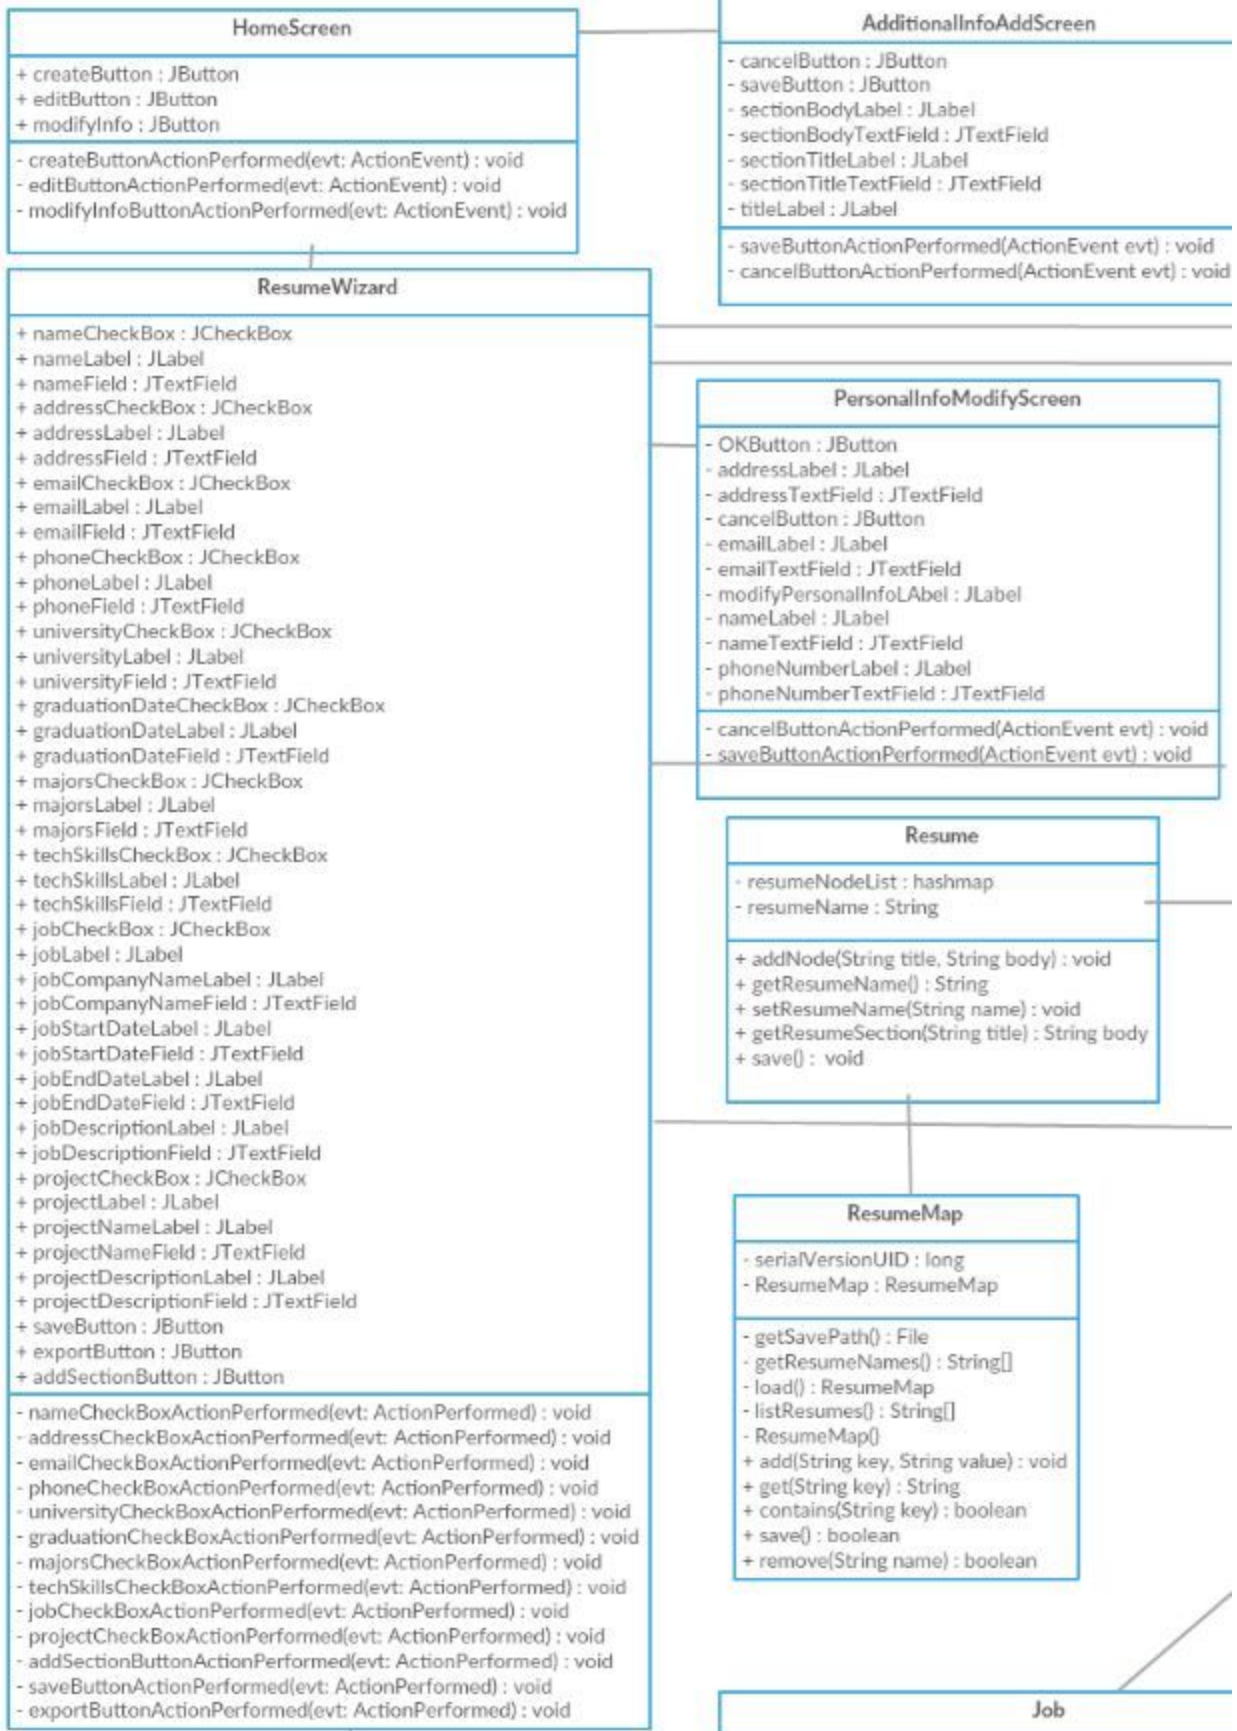 HomeScreen
+ createButton : JButton
+ editButton : JButton
+ modifyInfo : JButton
- createButtonActionPerformed(evt: ActionEvent) : void
- editButtonActionPerformed(evt: ActionEvent) : void
- modifyInfoButtonActionPerformed(evt: ActionEvent) : void
AdditionalInfoAddScreen
- cancelButton : JButton
- saveButton : JButton
- sectionBodyLabel : JLabel
- sectionBodyTextField : JTextField
- sectionTitleLabel : JLabel
- sectionTitleTextField : JTextField
- titleLabel : JLabel
- saveButtonActionPerformed(ActionEvent evt) : void
- cancelButtonActionPerformed(ActionEvent evt) : void
ResumeWizard
+ nameCheckBox : JCheckBox
+ nameLabel : JLabel
+ nameField : JTextField
+ addressCheckBox : JCheckBox
+ addressLabel : JLabel
+ addressField : JTextField
+ emailCheckBox : JCheckBox
+ emailLabel : JLabel
+ emailField : JTextField
+ phoneCheckBox : JCheckBox
+ phoneLabel : JLabel
+ phoneField : JTextField
+ universityCheckBox : JCheckBox
+ universityLabel : JLabel
+ universityField : JTextField
+ graduationDateCheckBox : JCheckBox
+ graduationDateLabel : JLabel
+ graduationDateField : JTextField
+ majorsCheckBox : JCheckBox
+ majorsLabel : JLabel
+ majorsField : JTextField
+ techSkillsCheckBox : JCheckBox
+ techSkillsLabel : JLabel
+ techSkillsField : JTextField
+ jobCheckBox : JCheckBox
+ jobLabel : JLabel
+ jobCompanyNameLabel : JLabel
+ jobCompanyNameField : JTextField
+ jobStartDateLabel : JLabel
+ jobStartDateField : JTextField
+ jobEndDateLabel : JLabel
+ jobEndDateField : JTextField
+ jobDescriptionLabel : JLabel
+ jobDescriptionField : JTextField
+ projectCheckBox : JCheckBox
+ projectLabel : JLabel
+ projectNameLabel : JLabel
+ projectNameField : JTextField
+ projectDescriptionLabel : JLabel
+ projectDescriptionField : JTextField
+ saveButton : JButton
+ exportButton : JButton
+ addSectionButton : JButton
- nameCheckBoxActionPerformed(evt: ActionPerformed) : void
- addressCheckBoxActionPerformed(evt: ActionPerformed) : void
- emailCheckBoxActionPerformed(evt: ActionPerformed) : void
- phoneCheckBoxActionPerformed(evt: ActionPerformed) : void
- universityCheckBoxActionPerformed(evt: ActionPerformed) : void
- graduationCheckBoxActionPerformed(evt: ActionPerformed) : void
- majorsCheckBoxActionPerformed(evt: ActionPerformed) : void
- techSkillsCheckBoxActionPerformed(evt: ActionPerformed) : void
- jobCheckBoxActionPerformed(evt: ActionPerformed) : void
- projectCheckBoxActionPerformed(evt: ActionPerformed) : void
- addSectionButtonActionPerformed(evt: ActionPerformed) : void
- saveButtonActionPerformed(evt: ActionPerformed) : void
- exportButtonActionPerformed(evt: ActionPerformed) : void
PersonalInfoModifyScreen
- OKButton : JButton
- addressLabel : JLabel
- addressTextField : JTextField
- cancelButton : JButton
- emailLabel : JLabel
- emailTextField : JTextField
- modifyPersonalInfoLAbel : JLabel
- nameLabel : JLabel
- nameTextField : JTextField
- phoneNumberLabel : JLabel
- phoneNumberTextField : JTextField
- cancelButtonActionPerformed(ActionEvent evt) : void
- saveButtonActionPerformed(ActionEvent evt) : void
Resume
- resumeNodeList : hashmap
- resumeName : String
+ addNode(String title, String body) : void
+ getResumeName() : String
+ setResumeName(String name) : void
+ getResumeSection(String title) : String body
+ save() : void
ResumeMap
- serialVersionUID : long
- ResumeMap : ResumeMap
- getSavePath() : File
- getResumeNames() : String[]
- load() : ResumeMap
- listResumes() : String[]
- ResumeMap()
+ add(String key, String value) : void
+ get(String key) : String
+ contains(String key) : boolean
+ save() : boolean
+ remove(String name) : boolean
Job